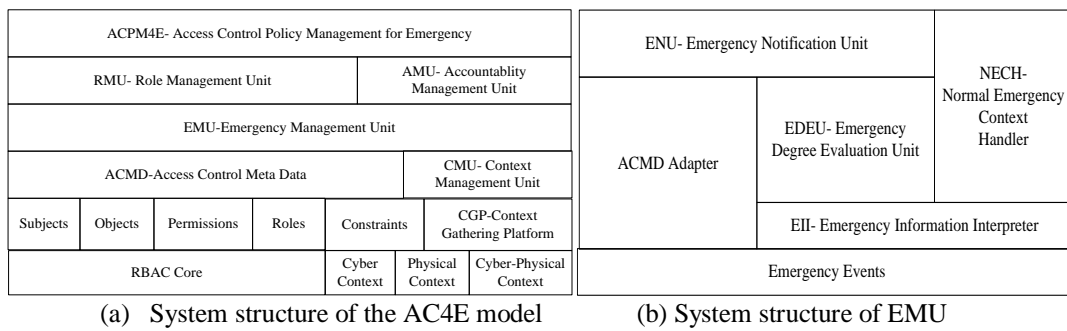 ACPM4E- Access Control Policy Management for Emergency
RMU- Role Management Unit
AMU- Accountablity
Management Unit
EMU-Emergency Management Unit
ACMD-Access Control Meta Data
CMU- Context
Management Unit
Subjects
Objects
Permissions
Roles
Constraints
CGP-Context
Gathering Platform
RBAC Core
Cyber
Context
Physical
Context
Cyber-Physical
Context
(a) System structure of the AC4E model
ENU- Emergency Notification Unit
NECH-
Normal Emergency
Context
Handler
ACMD Adapter
EDEU- Emergency
Degree Evaluation Unit
EII- Emergency Information Interpreter
Emergency Events
(b) System structure of EMU